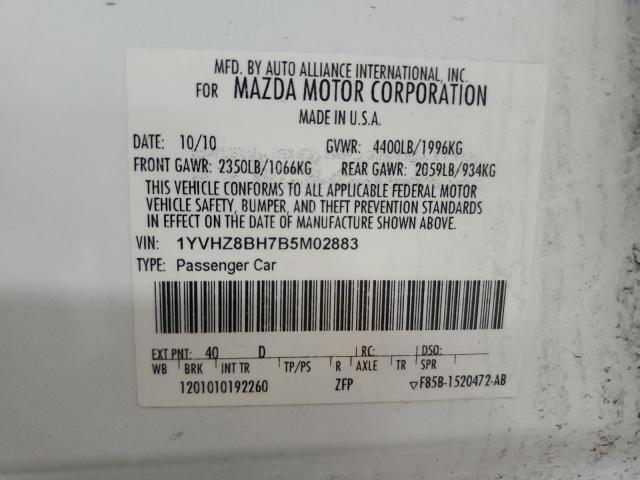 MFD. BY AUTO ALLIANCE INTERNATIONAL, INC.
FOR MAZDA MOTOR CORPORATION
MADE IN U.S.A.
DATE: 10/10 GVWR: 4400LB/1996KG
FRONT GAWR: 2350LB/1066KG REAR GAWR: 2059LB/934KG
THIS VEHICLE CONFORMS TO ALL APPLICABLE FEDERAL MOTOR
VEHICLE SAFETY, BUMPER, AND THEFT PREVENTION STANDARDS
IN EFFECT ON THE DATE OF MANUFACTURE SHOWN ABOVE.
VIN: 1YVHZ8BH7B5M02883
TYPE: Passenger Car
EXT PNT: 40 D RC: DSO:
WB BRK INT TR TP/PS R AXLE TR SPR
1201010192260 ZFP ▽F85B-1520472-AB